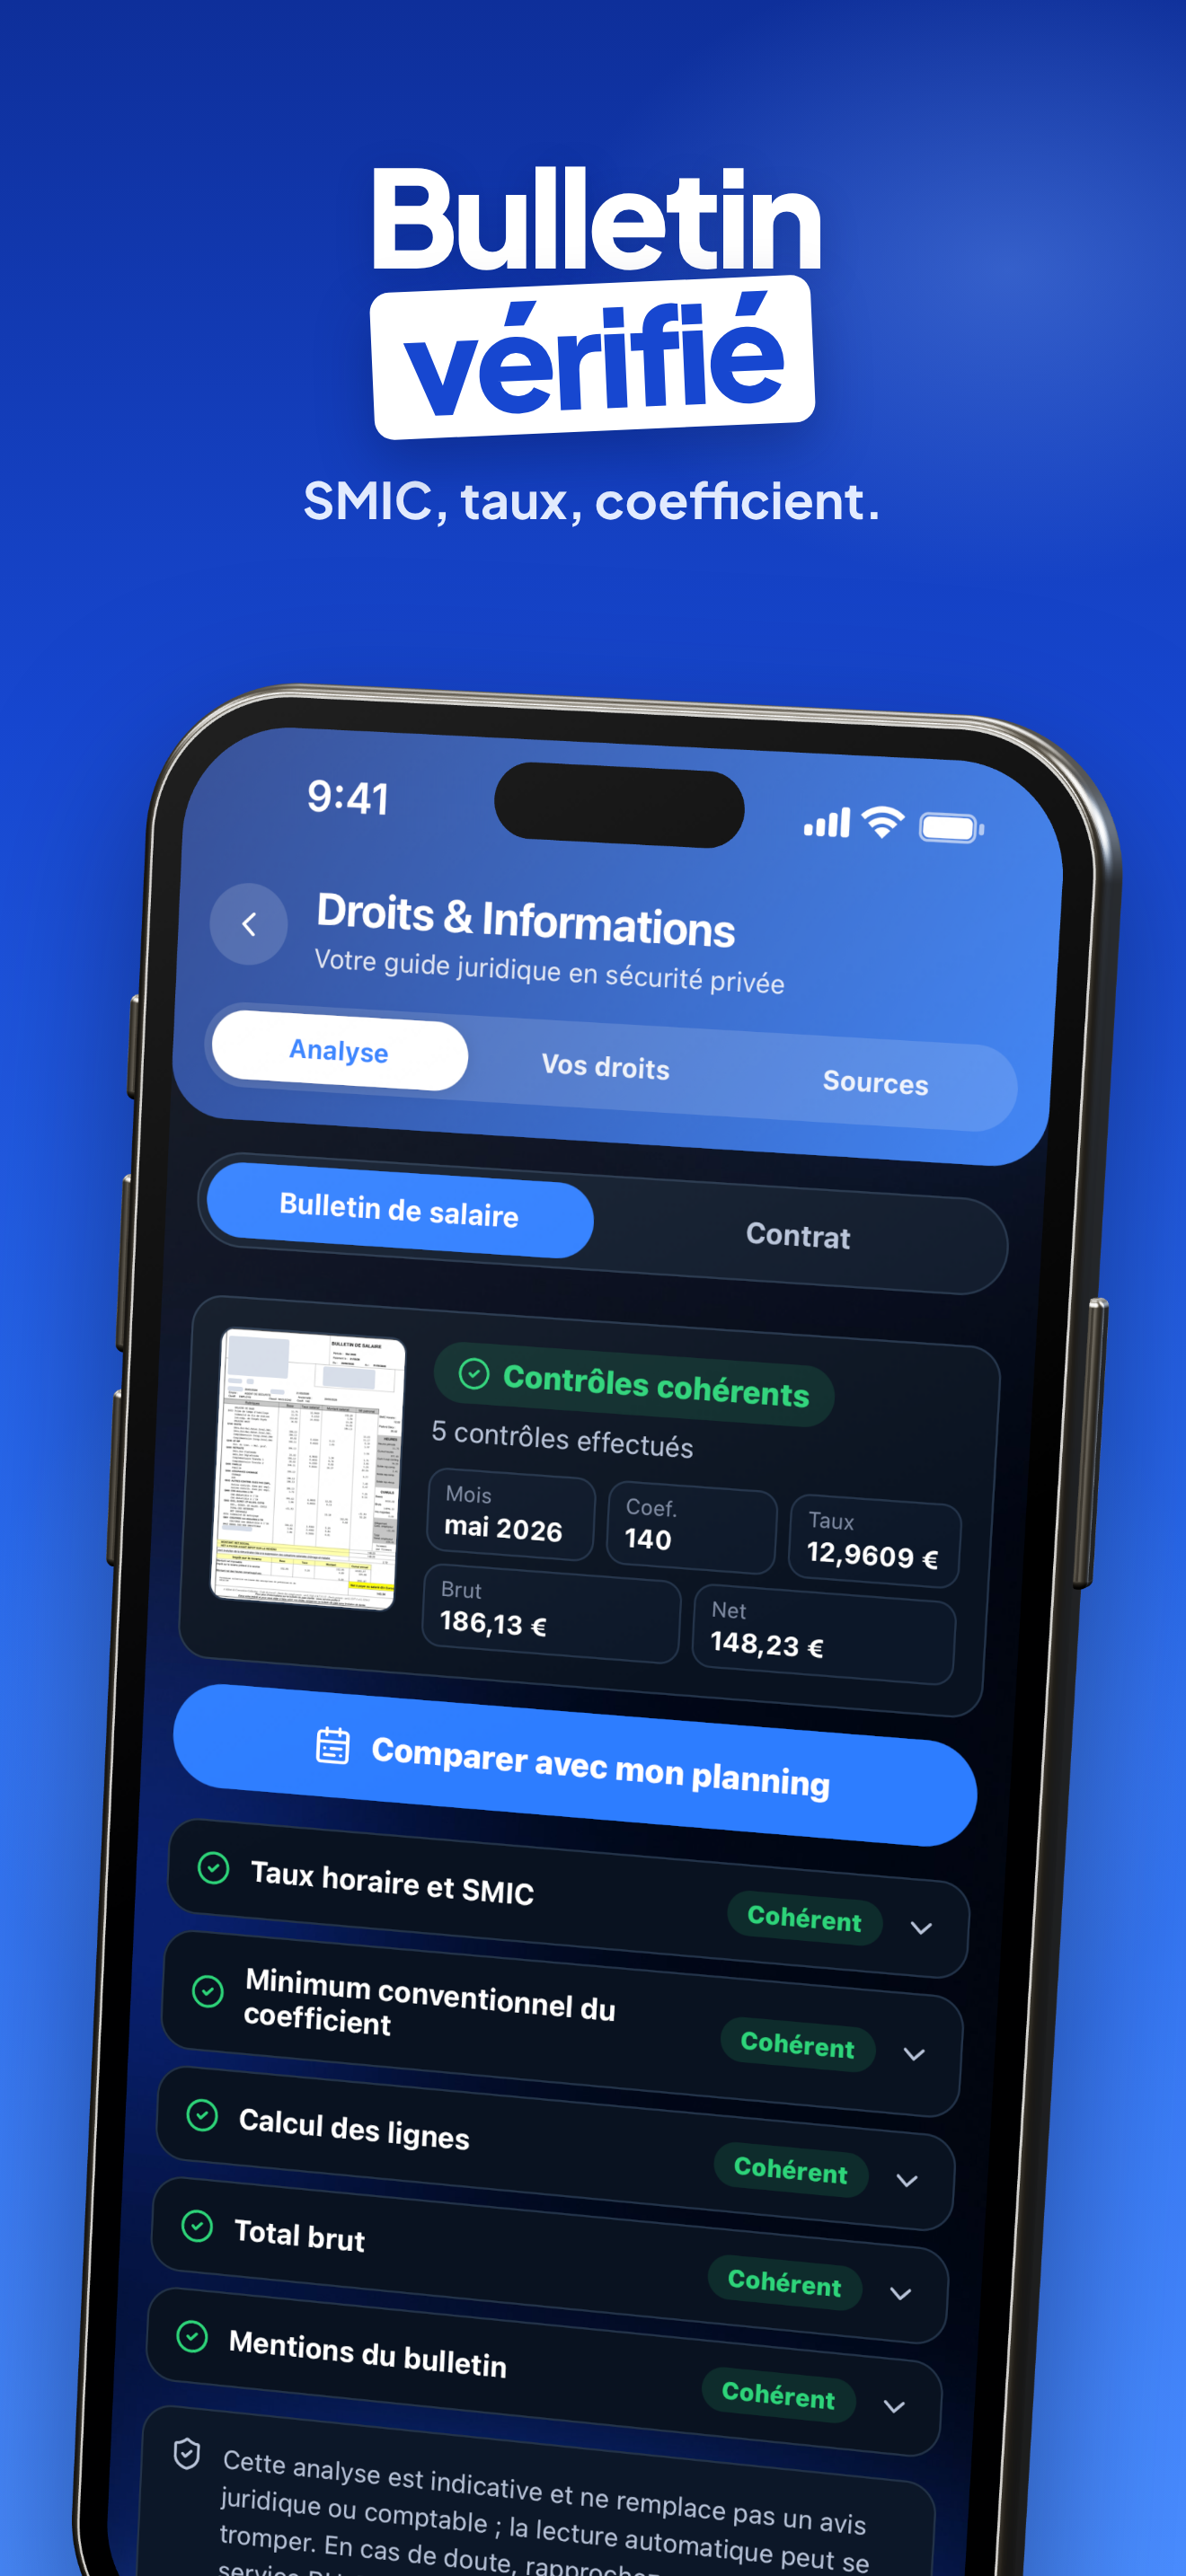 Bulletin
vérifié
SMIC, taux, coefficient.
9:41
Droits & Informations
Votre guide juridique en sécurité privée
Analyse
Vos droits
Sources
Bulletin de salaire
Contrat
BULLETIN DE SALAIRE
Contrôles cohérents
5 contrôles effectués
Mois
mai 2026
Coef.
140
Taux
12,9609 €
Brut
186,13 €
Net
148,23 €
Comparer avec mon planning
Taux horaire et SMIC
Cohérent
Minimum conventionnel du
coefficient
Cohérent
Calcul des lignes
Cohérent
Total brut
Cohérent
Mentions du bulletin
Cohérent
Cette analyse est indicative et ne remplace pas un avis
juridique ou comptable ; la lecture automatique peut se
tromper. En cas de doute,